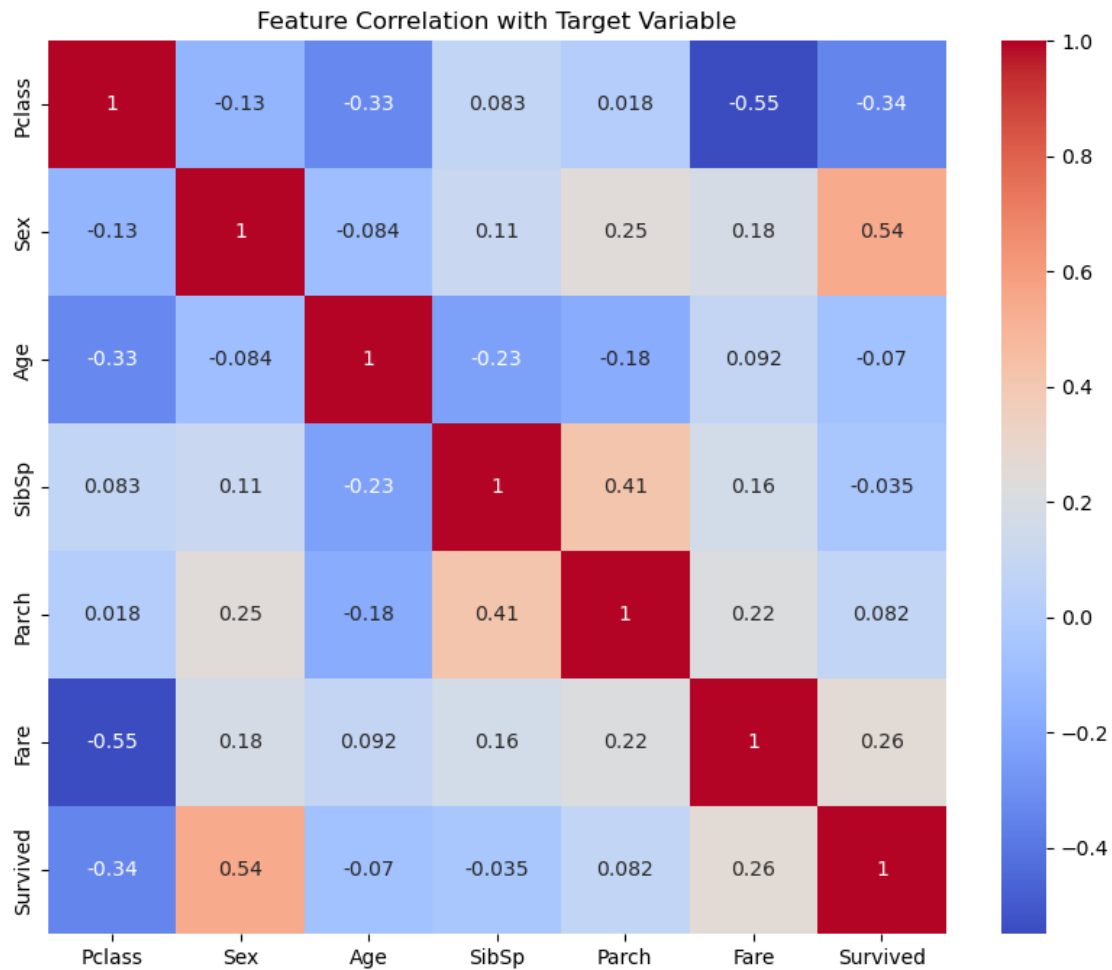 Feature Correlation with Target Variable
Pclass 1 -0.13 -0.33 0.083 0.018 -0.55 -0.34
Sex -0.13 1 -0.084 0.11 0.25 0.18 0.54
Age -0.33 -0.084 1 -0.23 -0.18 0.092 -0.07
SibSp 0.083 0.11 -0.23 1 0.41 0.16 -0.035
Parch 0.018 0.25 -0.18 0.41 1 0.22 0.082
Fare -0.55 0.18 0.092 0.16 0.22 1 0.26
Survived -0.34 0.54 -0.07 -0.035 0.082 0.26 1
Pclass Sex Age SibSp Parch Fare Survived
1.0
0.8
0.6
0.4
0.2
0.0
−0.2
−0.4